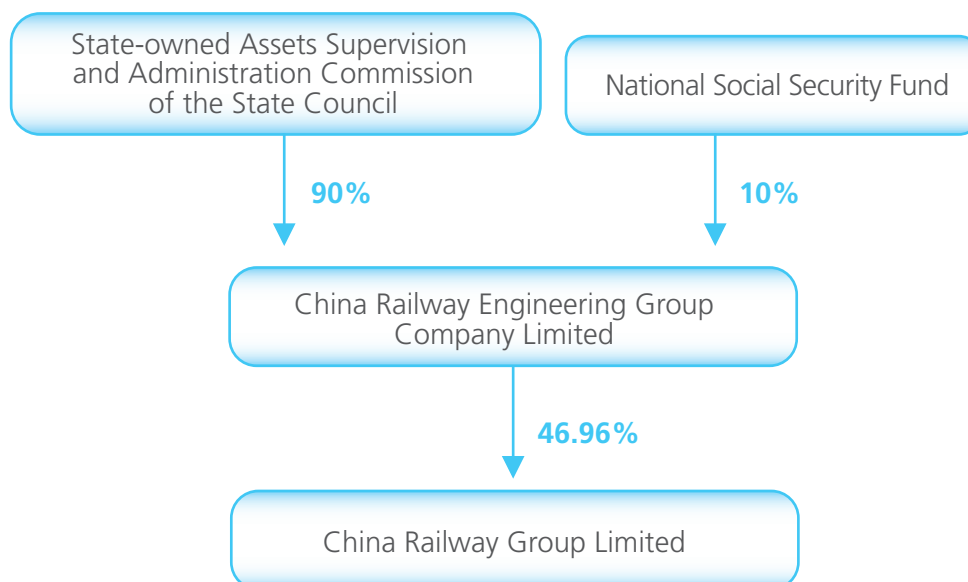 State-owned Assets Supervision
and Administration Commission
of the State Council
National Social Security Fund
90%
10%
China Railway Engineering Group
Company Limited
46.96%
China Railway Group Limited